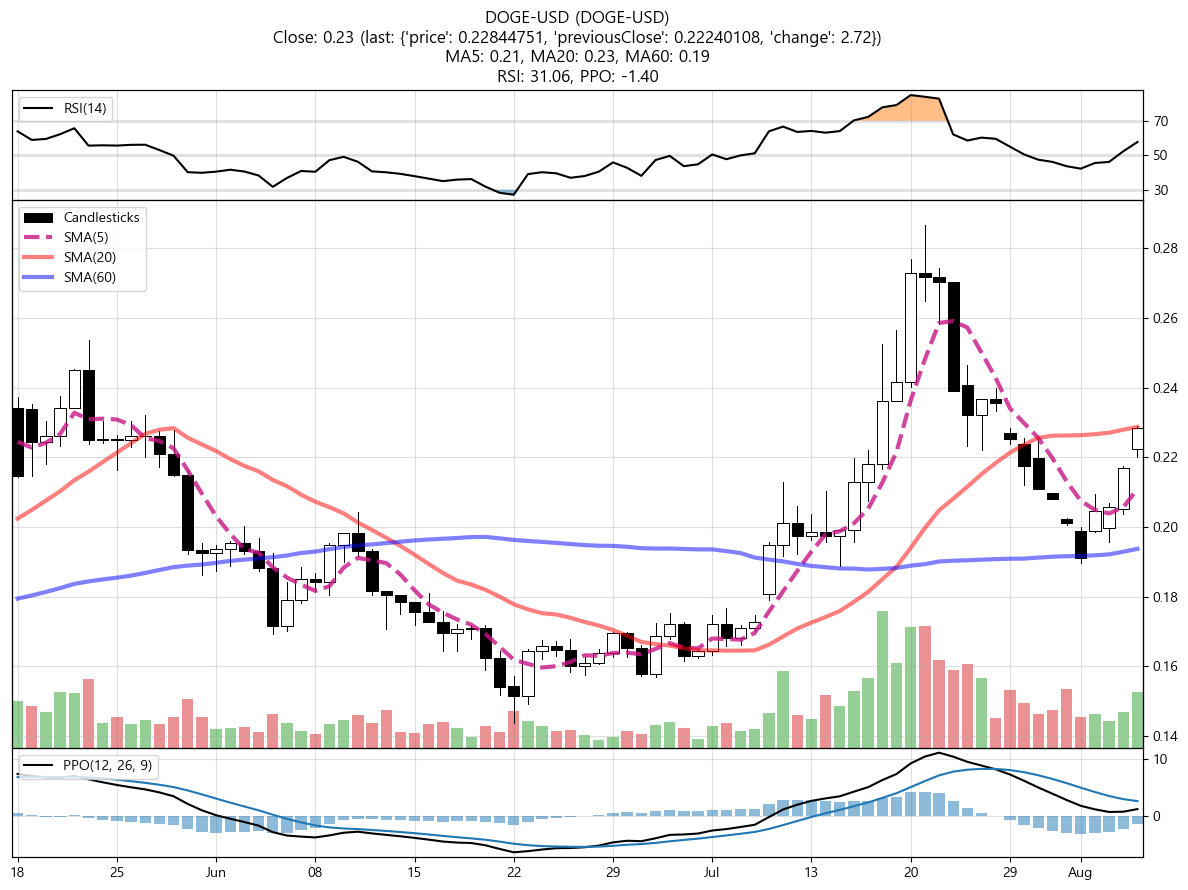 DOGE-USD (DOGE-USD)
Close: 0.23 (last: {'price': 0.22844751, 'previousClose': 0.22240108, 'change': 2.72})
MA5: 0.21, MA20: 0.23, MA60: 0.19
RSI: 31.06, PPO: -1.40
RSI(14)
70
50
30
Candlesticks
SMA(5)
SMA(20)
SMA(60)
0.28
0.26
0.24
0.22
0.20
0.18
0.16
0.14
PPO(12, 26, 9)
10
0
18 25 Jun 08 15 22 29 Jul 13 20 29 Aug